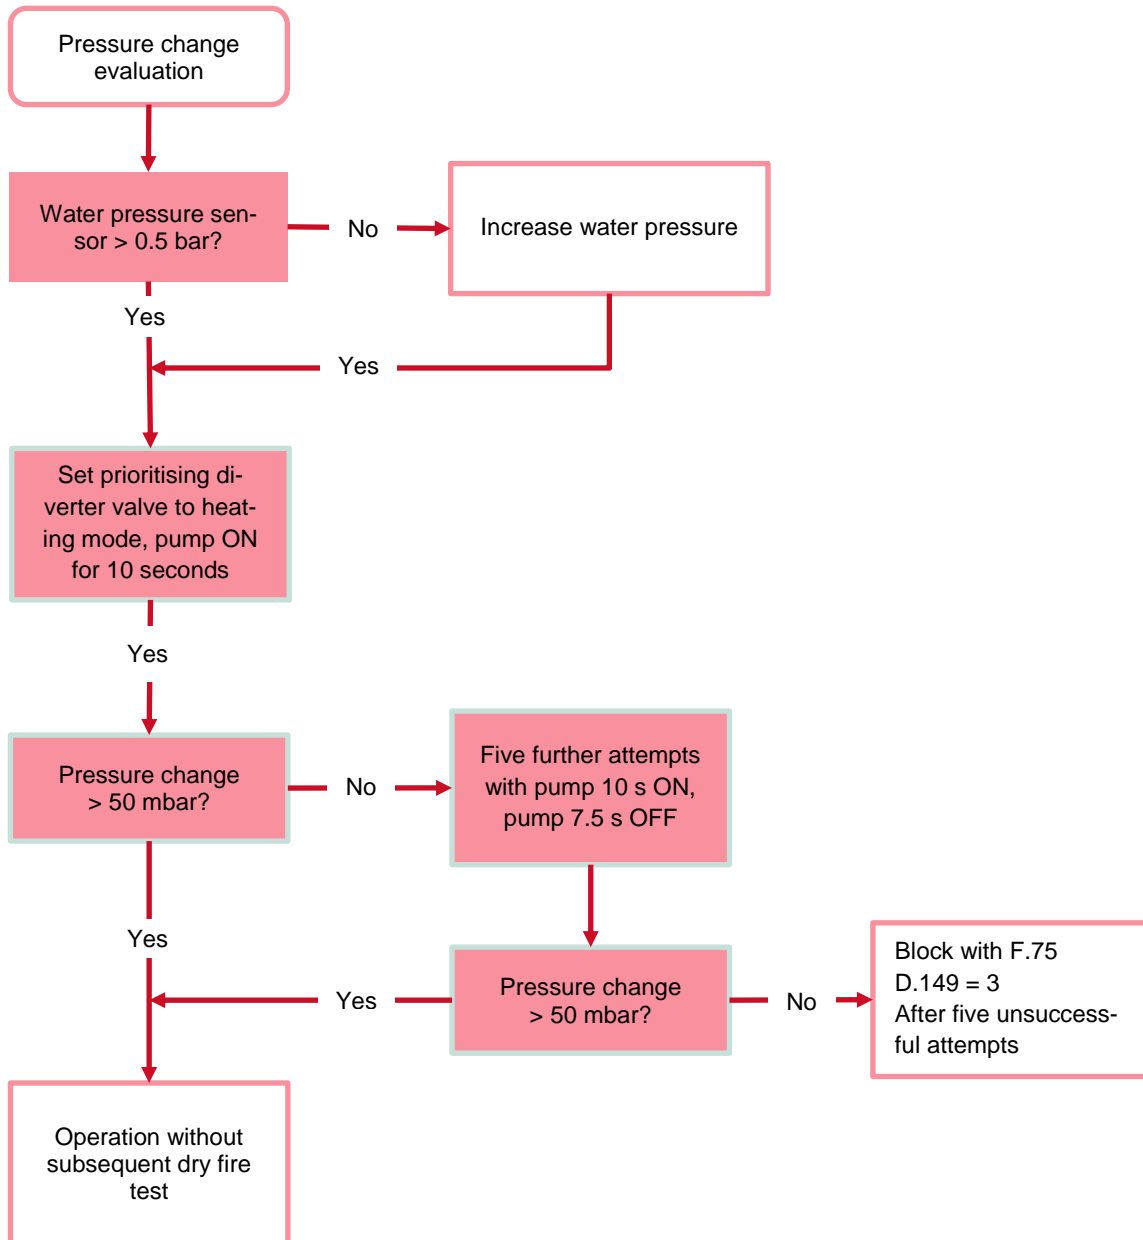 Pressure change
evaluation
Water pressure sen-
sor > 0.5 bar?
No
Increase water pressure
Yes
Yes
Set prioritising di-
verter valve to heat-
ing mode, pump ON
for 10 seconds
Yes
Pressure change
> 50 mbar?
No
Five further attempts
with pump 10 s ON,
pump 7.5 s OFF
Yes
Pressure change
> 50 mbar?
Yes
No
Block with F.75
D.149 = 3
After five unsuccess-
ful attempts
Operation without
subsequent dry fire
test